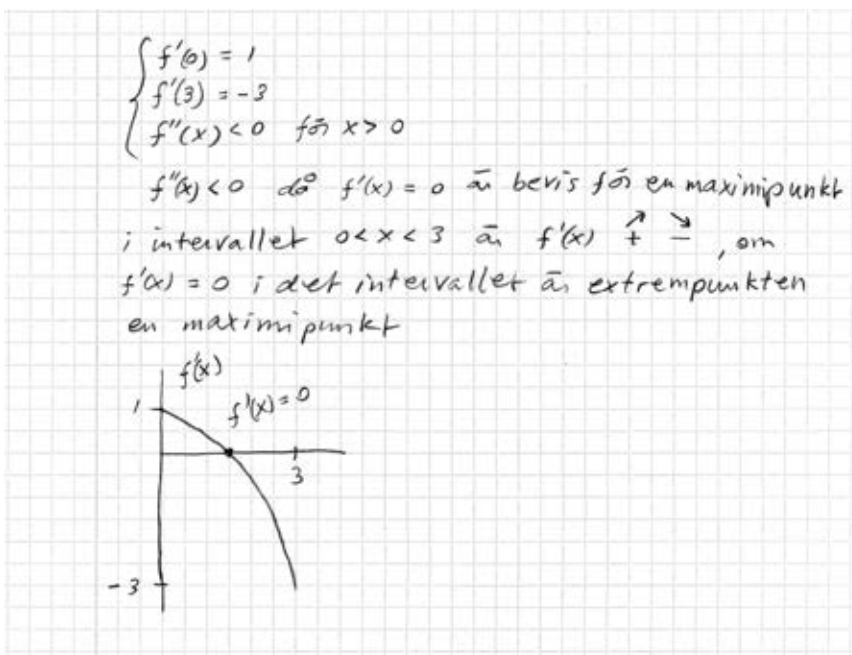 f'(0) = 1
f'(3) = -3
f''(x) < 0 för x > 0
f''(x) < 0 då f'(x) = 0 är bevis för en maximipunkt
i intervallet 0 < x < 3 är f'(x) ↗+ ↘- , om
f'(x) = 0 i det intervallet är extrempunkten
en maximipunkt
f'(x)
1
f'(x) = 0
3
-3